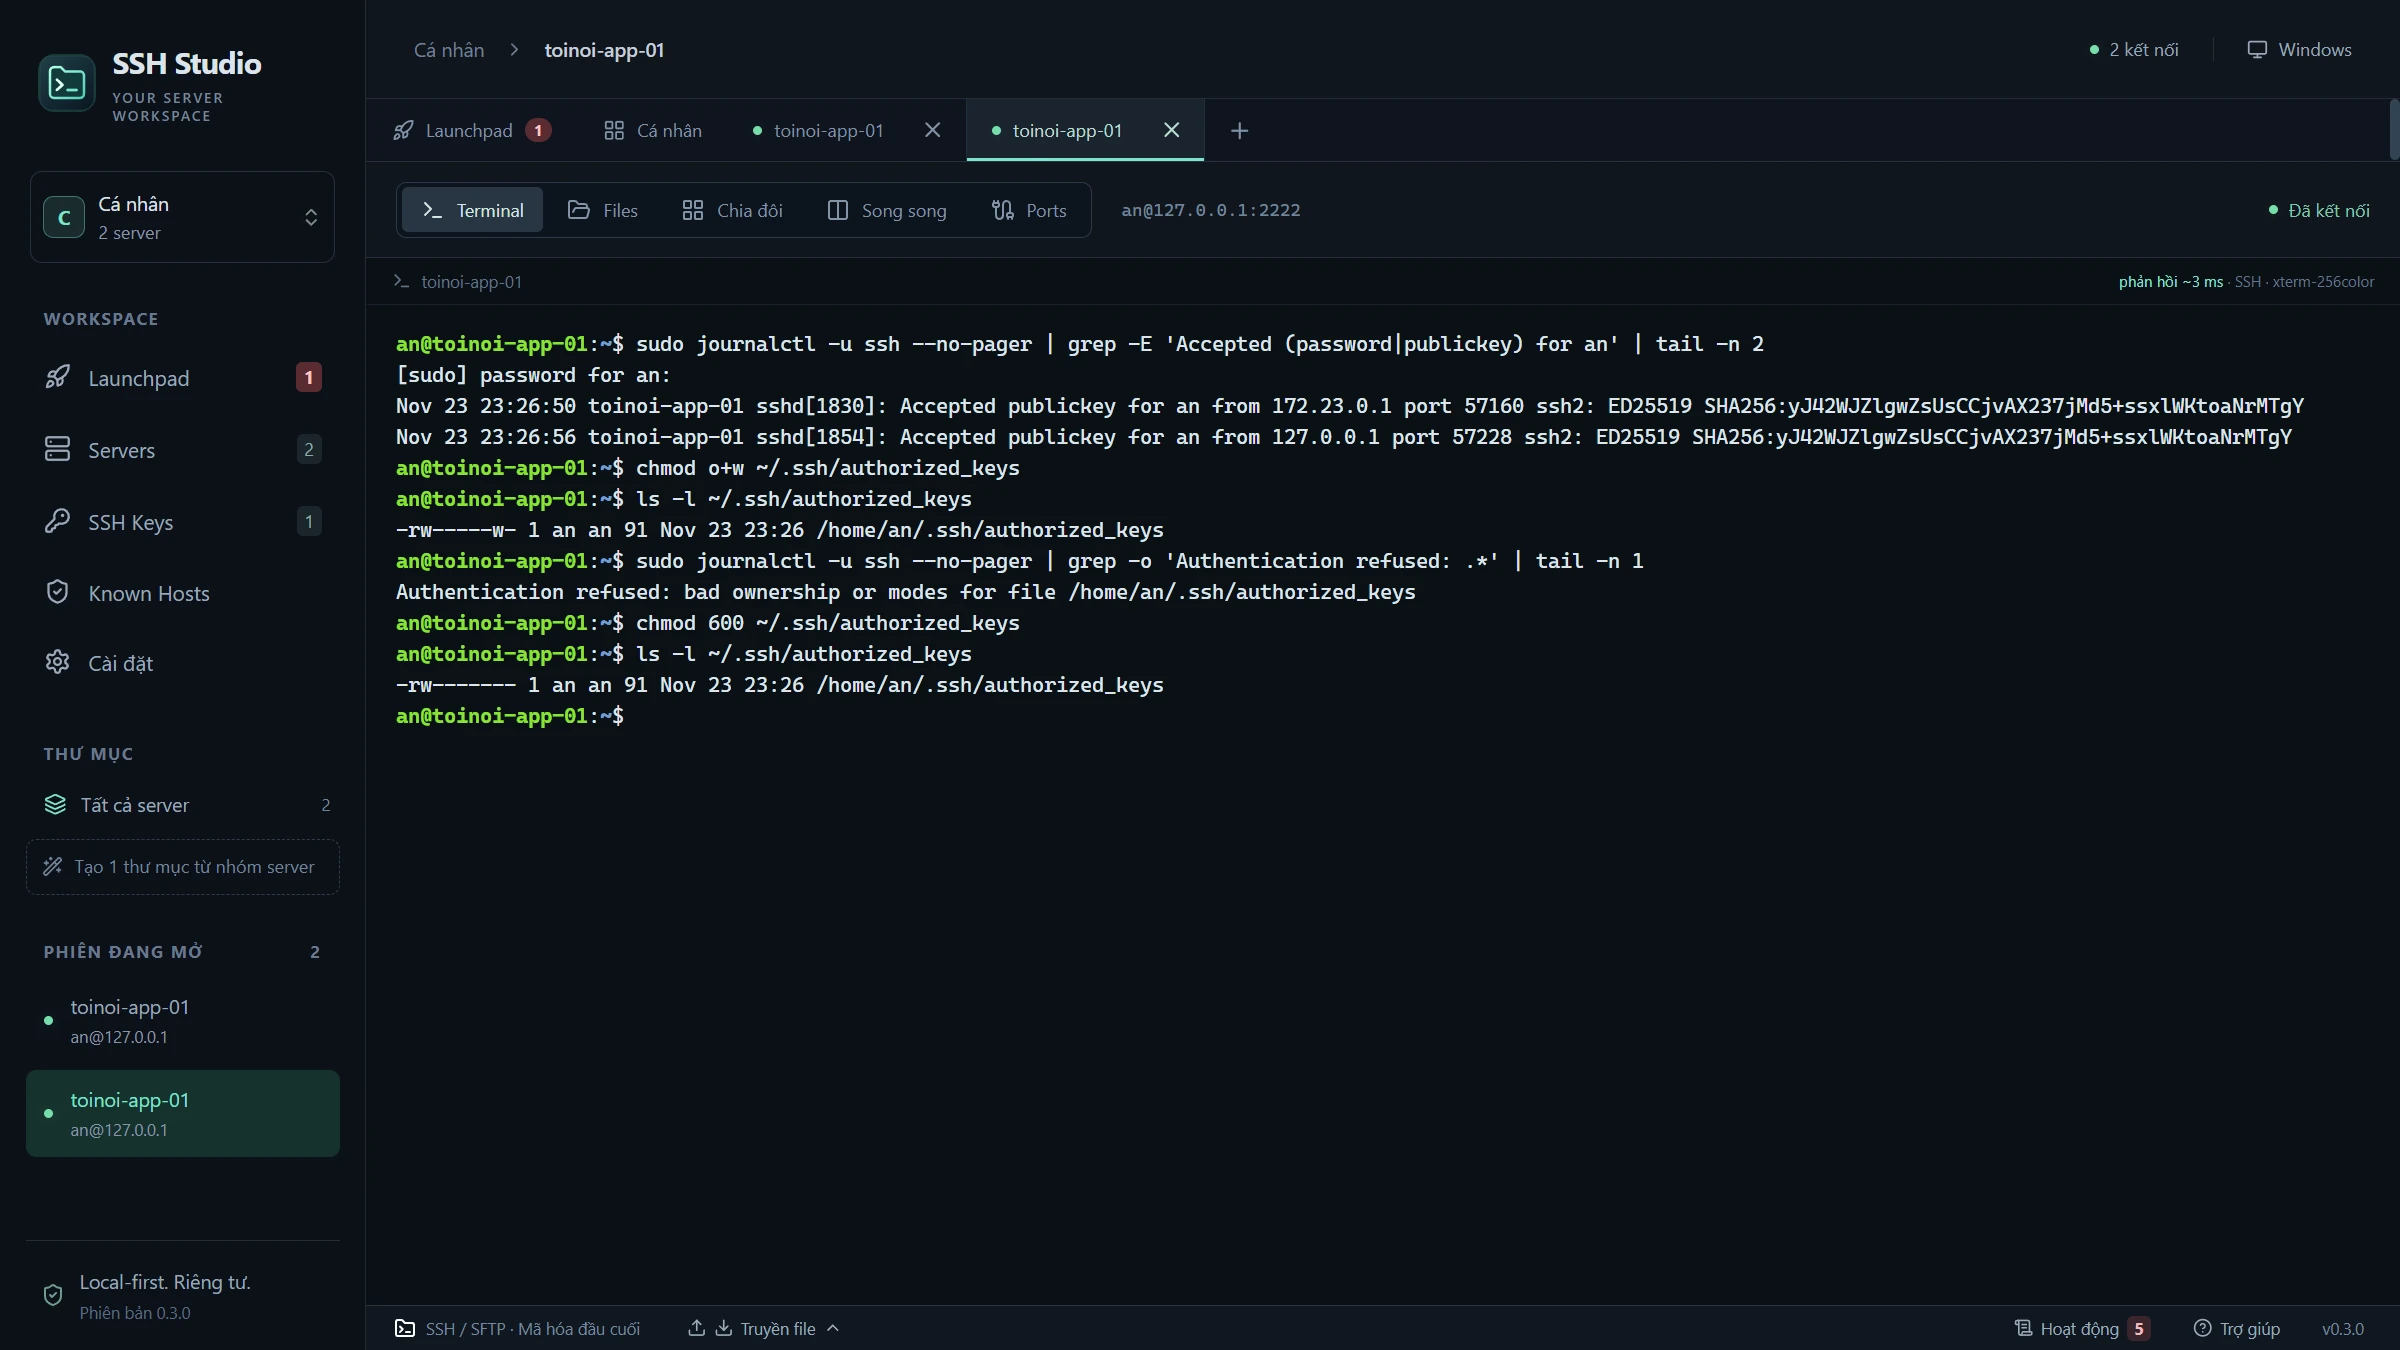 SSH Studio
YOUR SERVER
WORKSPACE
C
Cá nhân
2 server
WORKSPACE
Launchpad 1
Servers 2
SSH Keys 1
Known Hosts
Cài đặt
THƯ MỤC
Tất cả server 2
Tạo 1 thư mục từ nhóm server
PHIÊN ĐANG MỞ 2
toinoi-app-01
an@127.0.0.1
toinoi-app-01
an@127.0.0.1
Local-first. Riêng tư.
Phiên bản 0.3.0
Cá nhân > toinoi-app-01
2 kết nối
Windows
Launchpad 1
Cá nhân
toinoi-app-01
toinoi-app-01
Terminal
Files
Chia đôi
Song song
Ports
an@127.0.0.1:2222
Đã kết nối
toinoi-app-01
phản hồi ~3 ms · SSH · xterm-256color
an@toinoi-app-01:~$ sudo journalctl -u ssh --no-pager | grep -E 'Accepted (password|publickey) for an' | tail -n 2
[sudo] password for an:
Nov 23 23:26:50 toinoi-app-01 sshd[1830]: Accepted publickey for an from 172.23.0.1 port 57160 ssh2: ED25519 SHA256:yJ42WJZlgwZsUsCCjvAX237jMd5+ssxlWKtoaNrMTgY
Nov 23 23:26:56 toinoi-app-01 sshd[1854]: Accepted publickey for an from 127.0.0.1 port 57228 ssh2: ED25519 SHA256:yJ42WJZlgwZsUsCCjvAX237jMd5+ssxlWKtoaNrMTgY
an@toinoi-app-01:~$ chmod o+w ~/.ssh/authorized_keys
an@toinoi-app-01:~$ ls -l ~/.ssh/authorized_keys
-rw-----w- 1 an an 91 Nov 23 23:26 /home/an/.ssh/authorized_keys
an@toinoi-app-01:~$ sudo journalctl -u ssh --no-pager | grep -o 'Authentication refused: .*' | tail -n 1
Authentication refused: bad ownership or modes for file /home/an/.ssh/authorized_keys
an@toinoi-app-01:~$ chmod 600 ~/.ssh/authorized_keys
an@toinoi-app-01:~$ ls -l ~/.ssh/authorized_keys
-rw------- 1 an an 91 Nov 23 23:26 /home/an/.ssh/authorized_keys
an@toinoi-app-01:~$
SSH / SFTP · Mã hóa đầu cuối
Truyền file
Hoạt động 5
Trợ giúp
v0.3.0